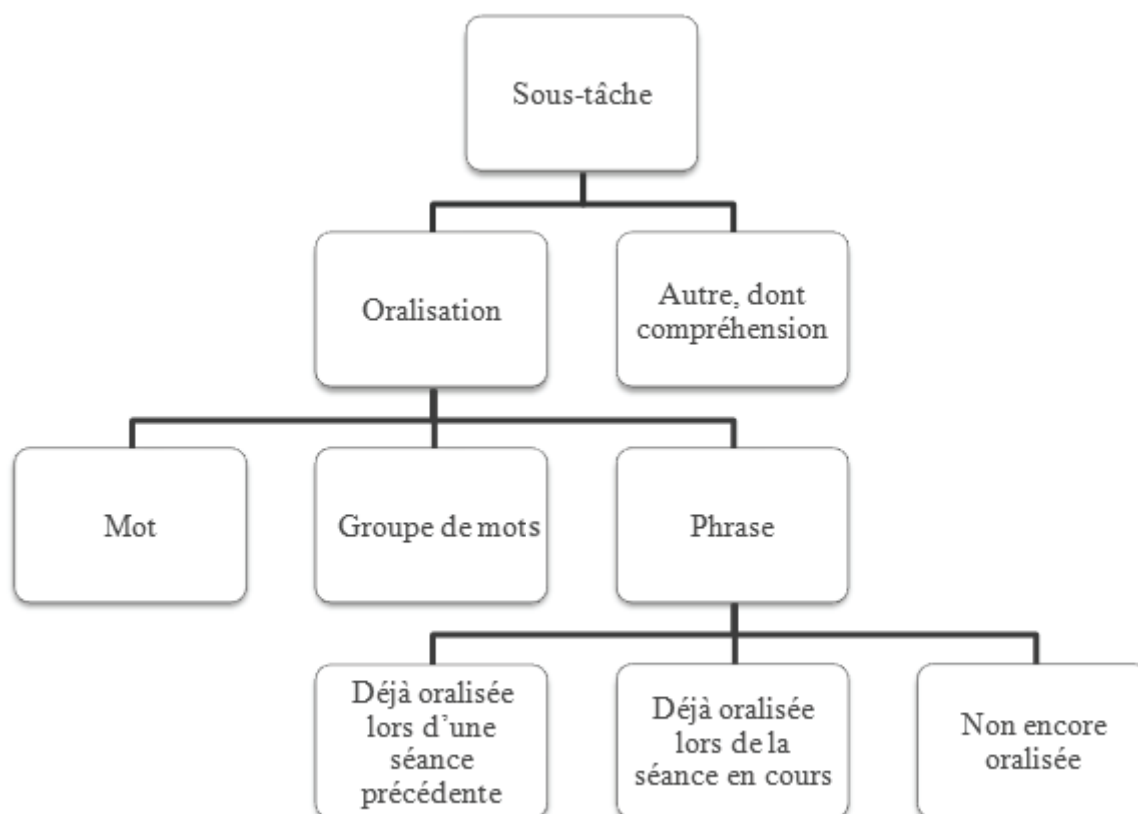 Sous-tâche
Oralisation
Autre, dont
compréhension
Mot
Groupe de mots
Phrase
Déjà oralisée
lors d’une
séance
précédente
Déjà oralisée
lors de la
séance en cours
Non encore
oralisée